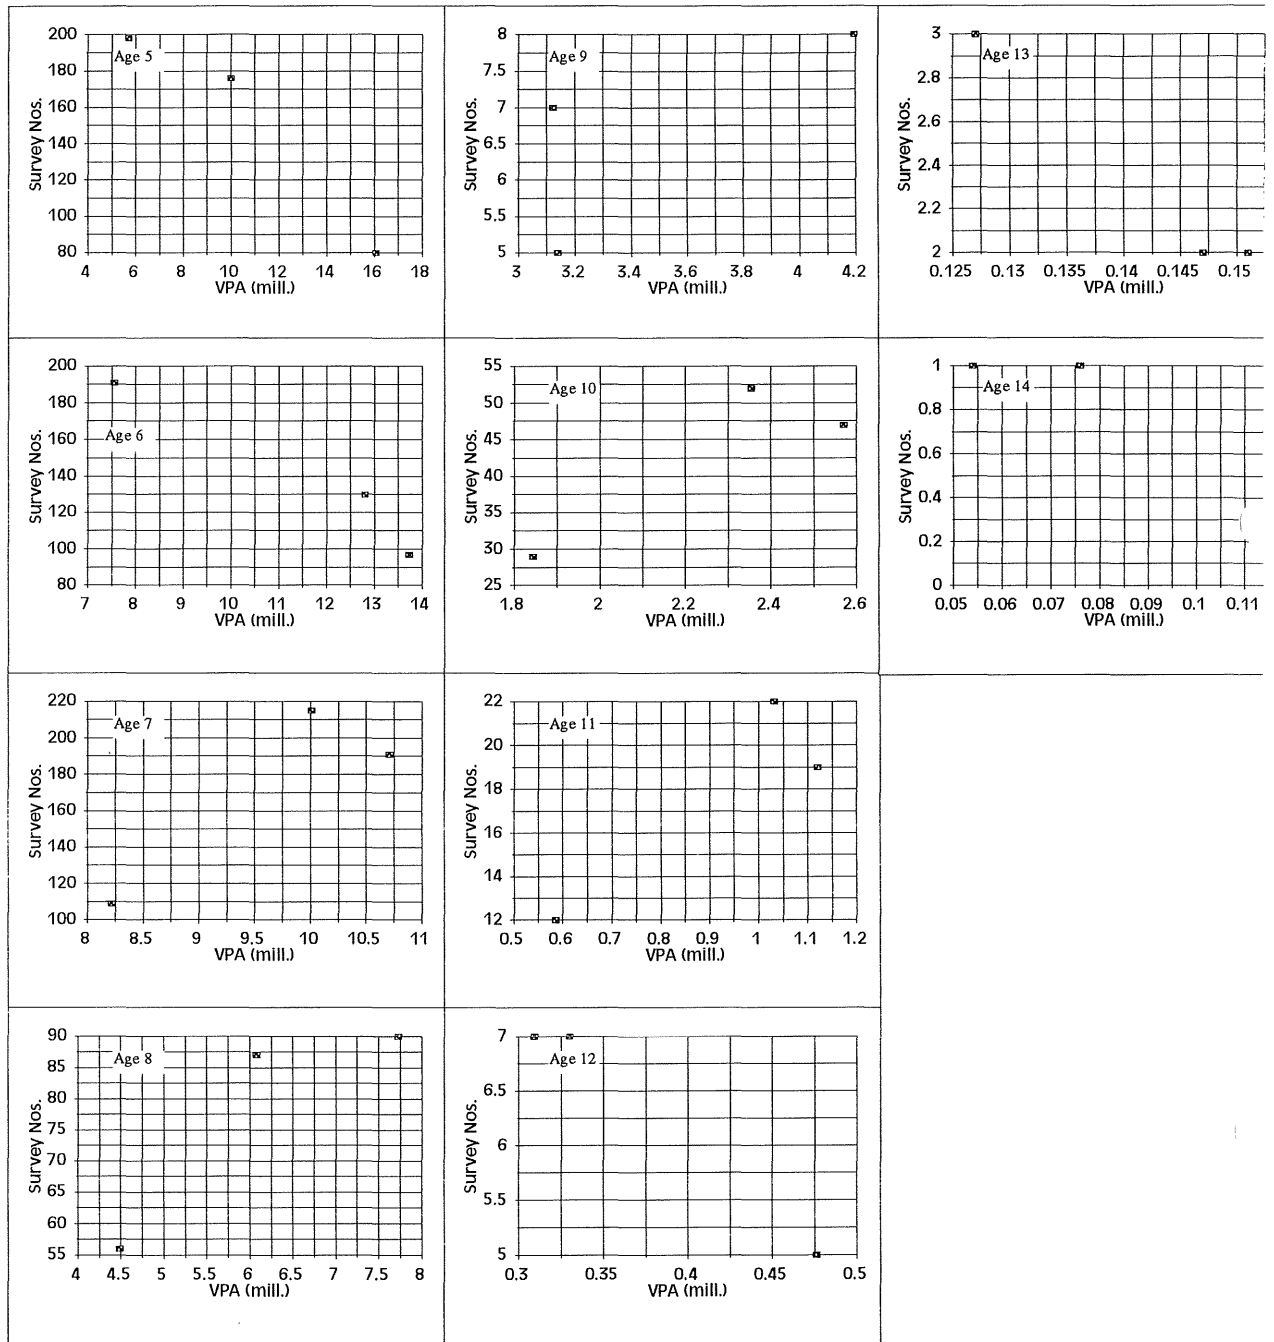 Age 5
Survey Nos.
200
180
160
140
120
100
80
4 6 8 10 12 14 16 18
VPA (mill.)
Age 9
Survey Nos.
8
7.5
7
6.5
6
5.5
5
3 3.2 3.4 3.6 3.8 4 4.2
VPA (mill.)
Age 13
Survey Nos.
3
2.8
2.6
2.4
2.2
2
0.125 0.13 0.135 0.14 0.145 0.15
VPA (mill.)
Age 6
Survey Nos.
200
180
160
140
120
100
80
7 8 9 10 11 12 13 14
VPA (mill.)
Age 10
Survey Nos.
55
50
45
40
35
30
25
1.8 2 2.2 2.4 2.6
VPA (mill.)
Age 14
Survey Nos.
1
0.8
0.6
0.4
0.2
0
0.05 0.06 0.07 0.08 0.09 0.1 0.11
VPA (mill.)
Age 7
Survey Nos.
220
200
180
160
140
120
100
8 8.5 9 9.5 10 10.5 11
VPA (mill.)
Age 11
Survey Nos.
22
20
18
16
14
12
0.5 0.6 0.7 0.8 0.9 1 1.1 1.2
VPA (mill.)
Age 8
Survey Nos.
90
85
80
75
70
65
60
55
4 4.5 5 5.5 6 6.5 7 7.5 8
VPA (mill.)
Age 12
Survey Nos.
7
6.5
6
5.5
5
0.3 0.35 0.4 0.45 0.5
VPA (mill.)